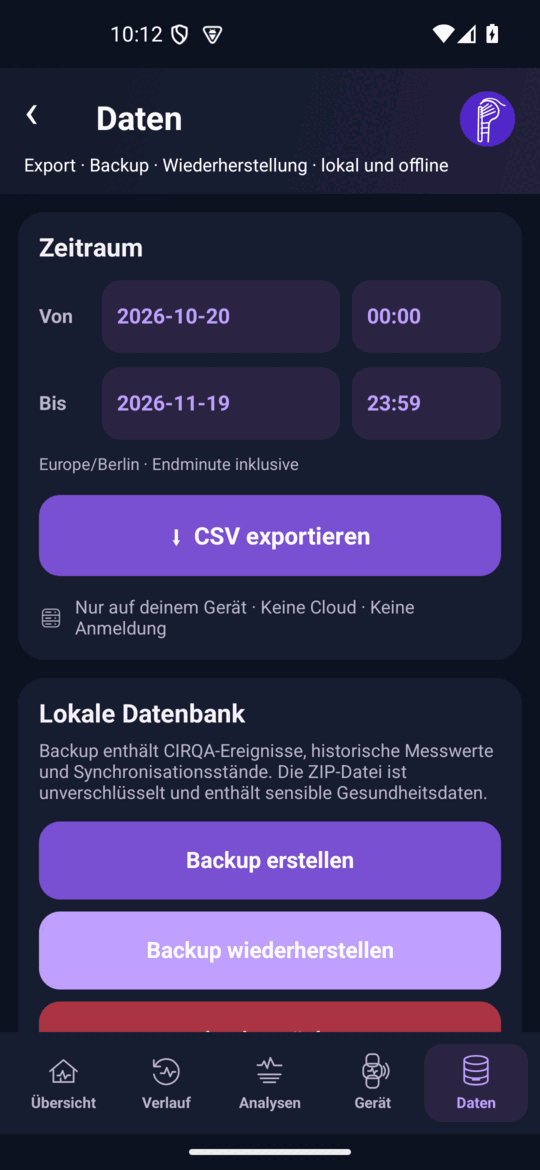 10:12
Daten
Export · Backup · Wiederherstellung · lokal und offline
Zeitraum
Von 2026-10-20 00:00
Bis 2026-11-19 23:59
Europe/Berlin · Endminute inklusive
CSV exportieren
Nur auf deinem Gerät · Keine Cloud · Keine
Anmeldung
Lokale Datenbank
Backup enthält CIRQA-Ereignisse, historische Messwerte
und Synchronisationsstände. Die ZIP-Datei ist
unverschlüsselt und enthält sensible Gesundheitsdaten.
Backup erstellen
Backup wiederherstellen
Übersicht Verlauf Analysen Gerät Daten